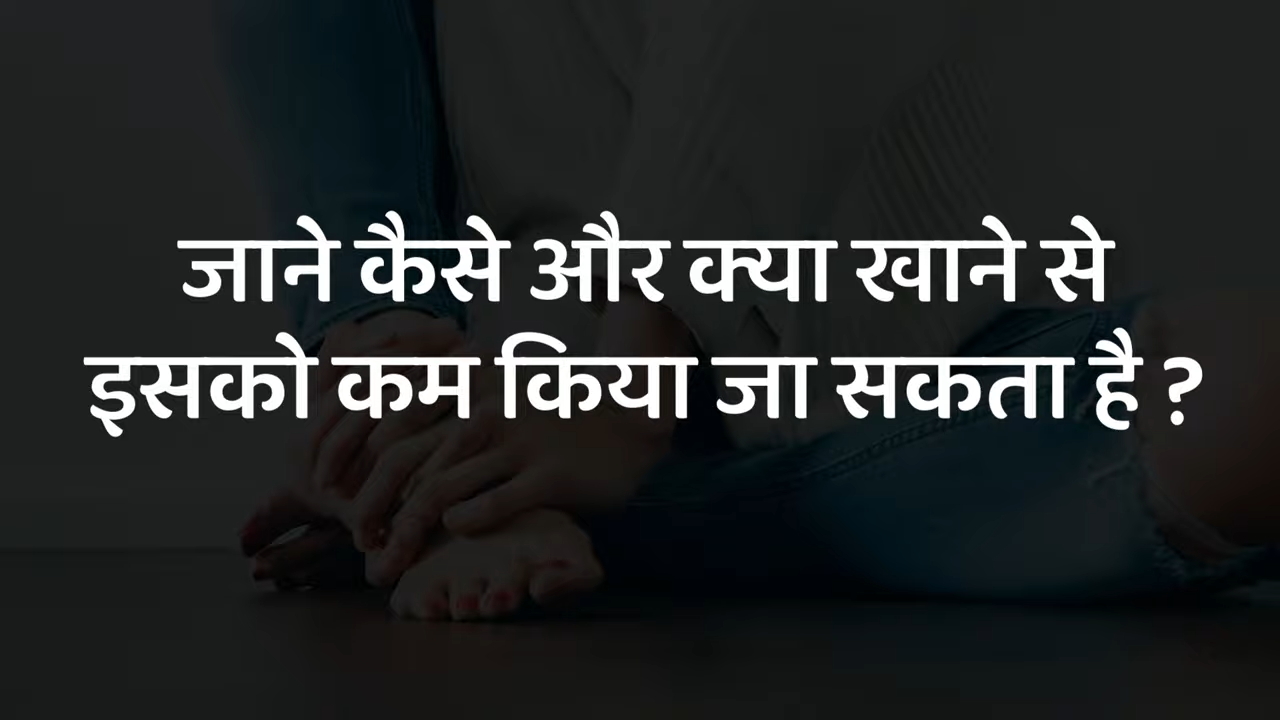 जाने कैसे और क्या खाने से
इसको कम किया जा सकता है ?